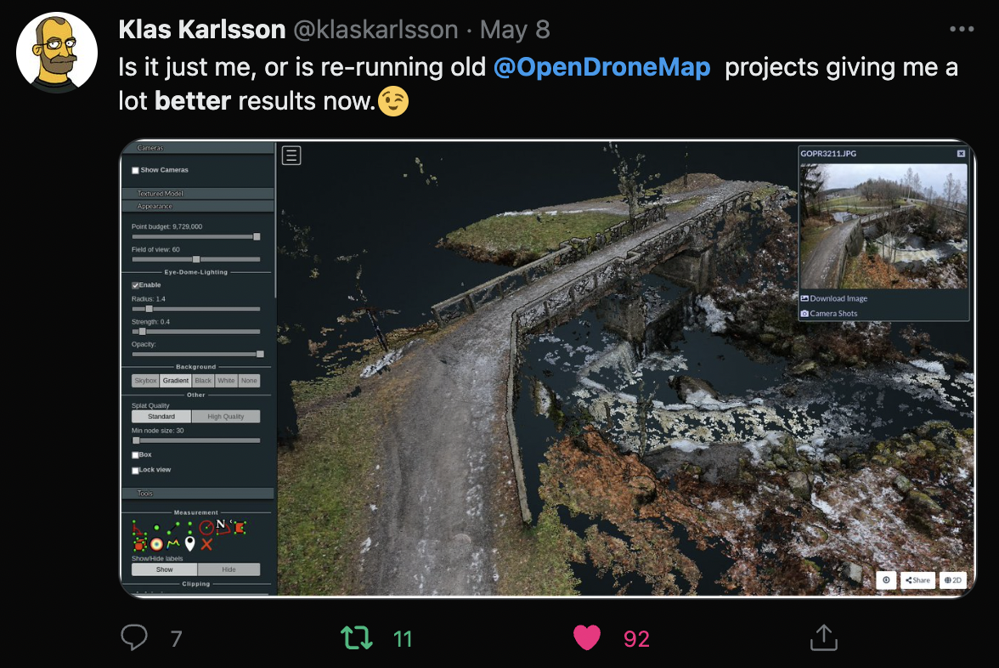 Klas Karlsson @klaskarlsson · May 8
Is it just me, or is re-running old @OpenDroneMap projects giving me a
lot better results now.😉
Cameras
Show Cameras
Textured Model
Appearance
Point budget: 9,729,000
Field of view: 60
Eye-Dome-Lighting
Enable
Radius: 1.4
Strength: 0.4
Opacity:
Background
Skybox Gradient Black White None
Other
Splat Quality
Standard High Quality
Min node size: 30
Box
Lock view
Tools
Measurement
N
Show/Hide labels
Show Hide
Clipping
GOPR3211.JPG
Download Image
Camera Shots
Share 2D
7 11 92